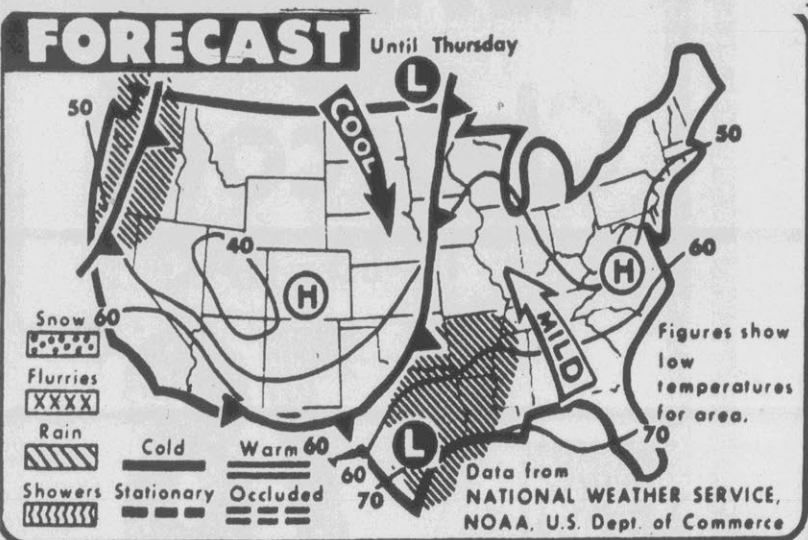 FORECAST
Until Thursday
L
50
COOL
50
40
H
H
60
60
MILD
Snow
Flurries
XXXX
Rain
Showers
Cold
Warm
Stationary
Occluded
60
60
70
L
70
Figures show
low
temperatures
for area.
Data from
NATIONAL WEATHER SERVICE,
NOAA, U.S. Dept. of Commerce